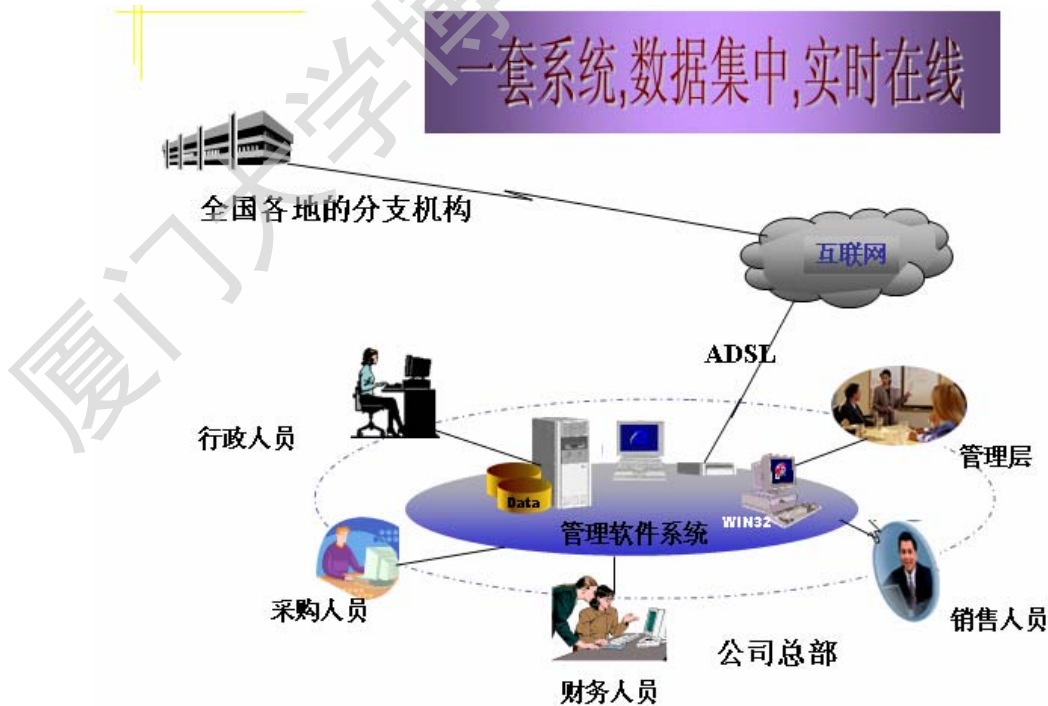 一套系统,数据集中,实时在线
全国各地的分支机构
互联网
ADSL
行政人员
管理层
Data
WIN32
管理软件系统
采购人员
销售人员
公司总部
财务人员
厦门大学博